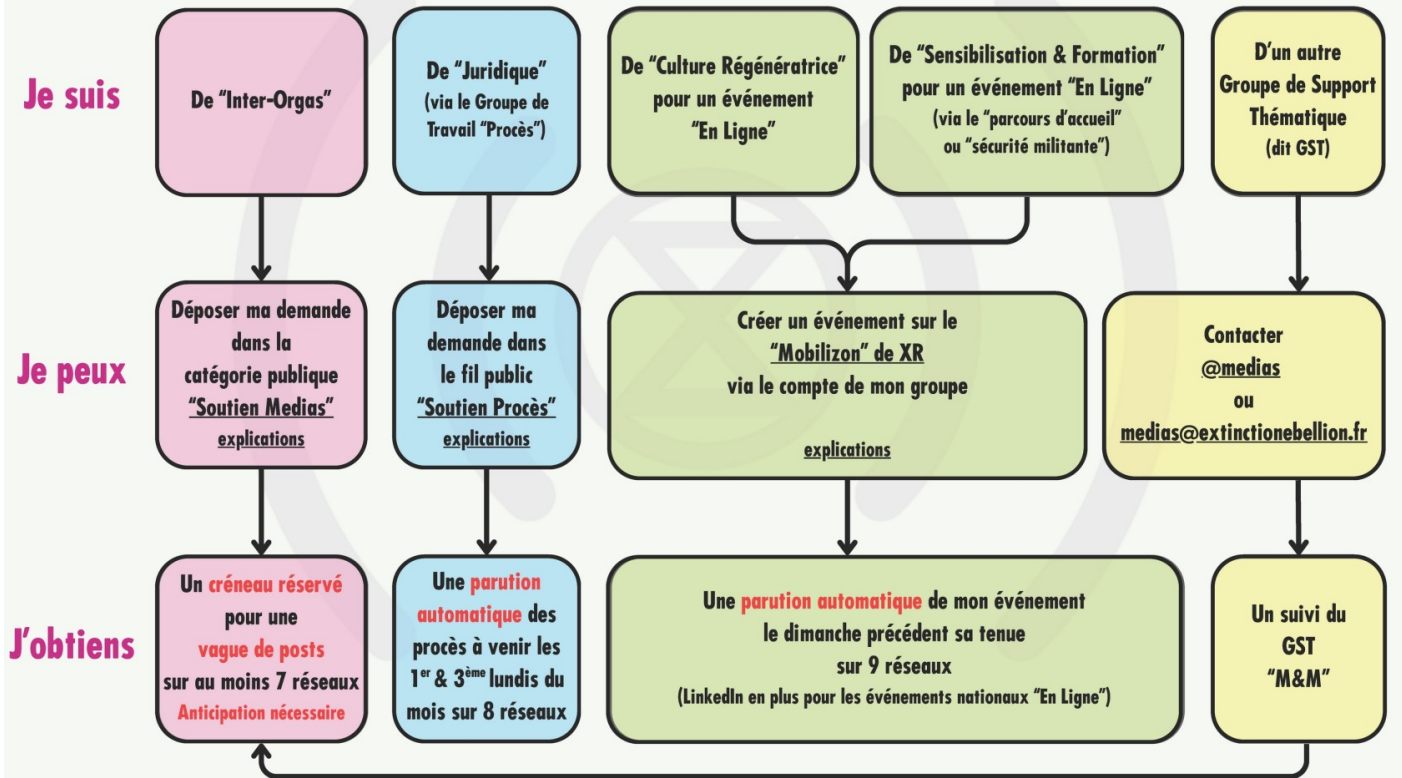 Je suis
De "Inter-Orgas"
De "Juridique"
(via le Groupe de
Travail "Procès")
De "Culture Régénératrice"
pour un événement
"En Ligne"
De "Sensibilisation & Formation"
pour un événement "En Ligne"
(via le "parcours d'accueil"
ou "sécurité militante")
D'un autre
Groupe de Support
Thématique
(dit GST)
Je peux
Déposer ma demande
dans la
catégorie publique
"Soutien Medias"
explications
Déposer ma
demande dans
le fil public
"Soutien Procès"
explications
Créer un événement sur le
"Mobilizon" de XR
via le compte de mon groupe
explications
Contacter
@medias
ou
medias@extinctionebellion.fr
J'obtiens
Un créneau réservé
pour une
vague de posts
sur au moins 7 réseaux
Anticipation nécessaire
Une parution
automatique des
procès à venir les
1er & 3ème lundis du
mois sur 8 réseaux
Une parution automatique de mon événement
le dimanche précédent sa tenue
sur 9 réseaux
(LinkedIn en plus pour les événements nationaux "En Ligne")
Un suivi du
GST
"M&M"